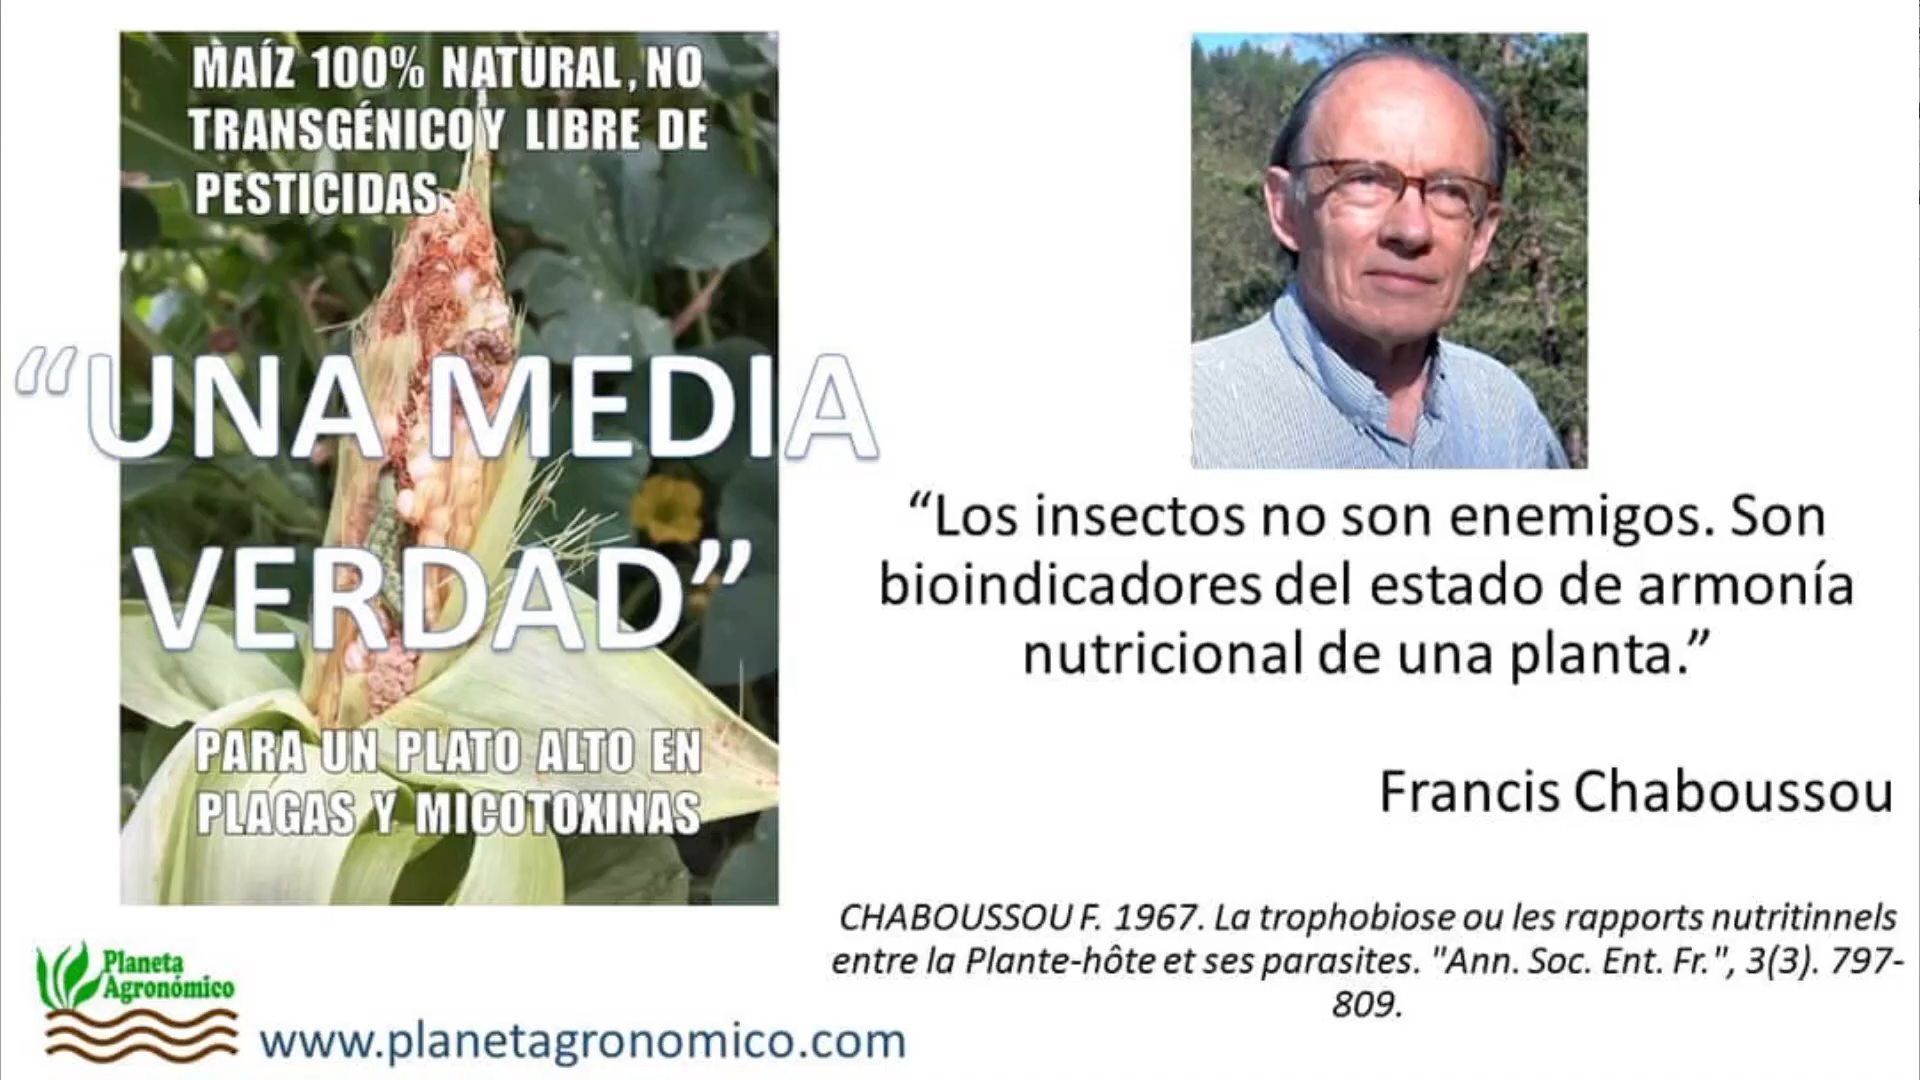 MAÍZ 100% NATURAL, NO
TRANSGÉNICO Y LIBRE DE
PESTICIDAS
“UNA MEDIA
VERDAD”
PARA UN PLATO ALTO EN
PLAGAS Y MICOTOXINAS
“Los insectos no son enemigos. Son
bioindicadores del estado de armonía
nutricional de una planta.”
Francis Chaboussou
CHABOUSSOU F. 1967. La trophobiose ou les rapports nutritinnels
entre la Plante-hôte et ses parasites. "Ann. Soc. Ent. Fr.", 3(3). 797-
809.
Planeta
Agronómico
www.planetagronomico.com